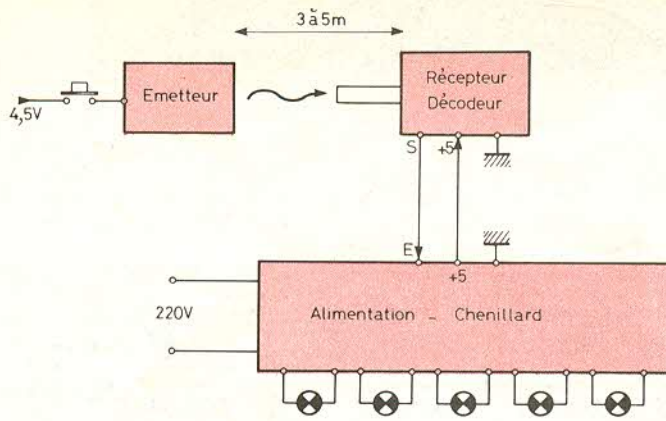 3 à 5m
Emetteur
4,5V
Récepteur
Décodeur
S
+5
E
+5
220V
Alimentation _ Chenillard